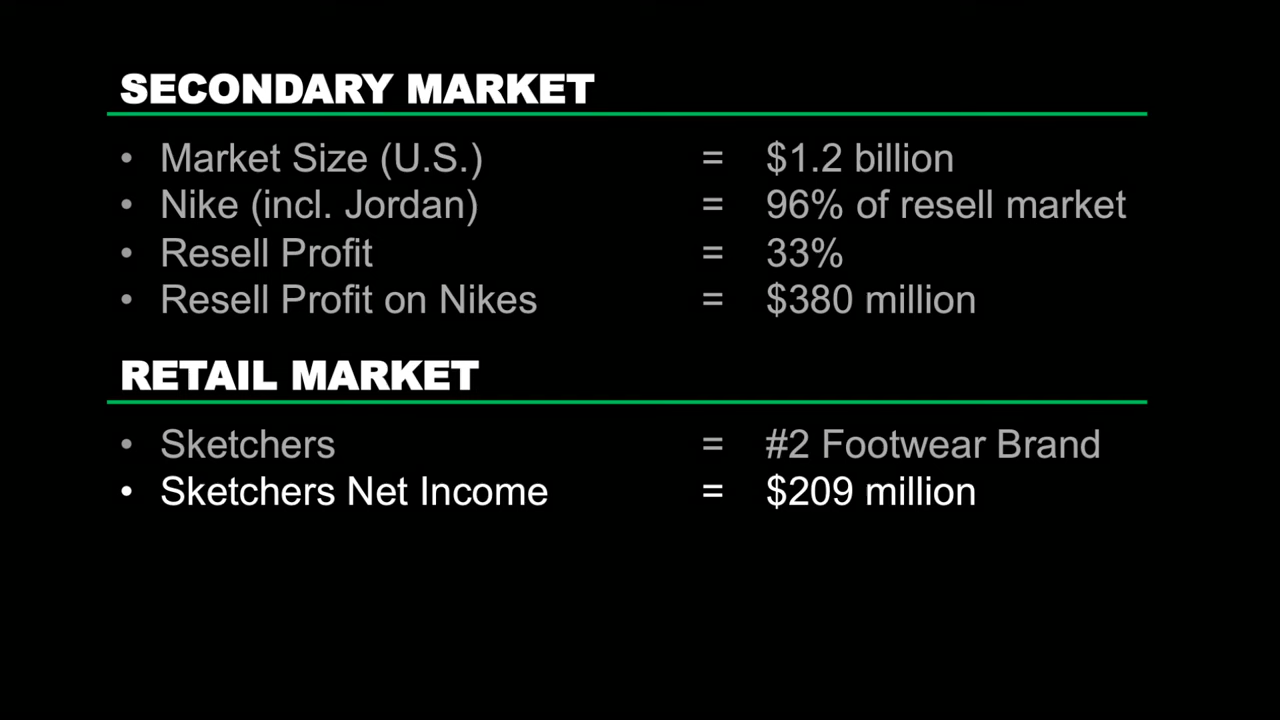 SECONDARY MARKET
• Market Size (U.S.) = $1.2 billion
• Nike (incl. Jordan) = 96% of resell market
• Resell Profit = 33%
• Resell Profit on Nikes = $380 million
RETAIL MARKET
• Sketchers = #2 Footwear Brand
• Sketchers Net Income = $209 million